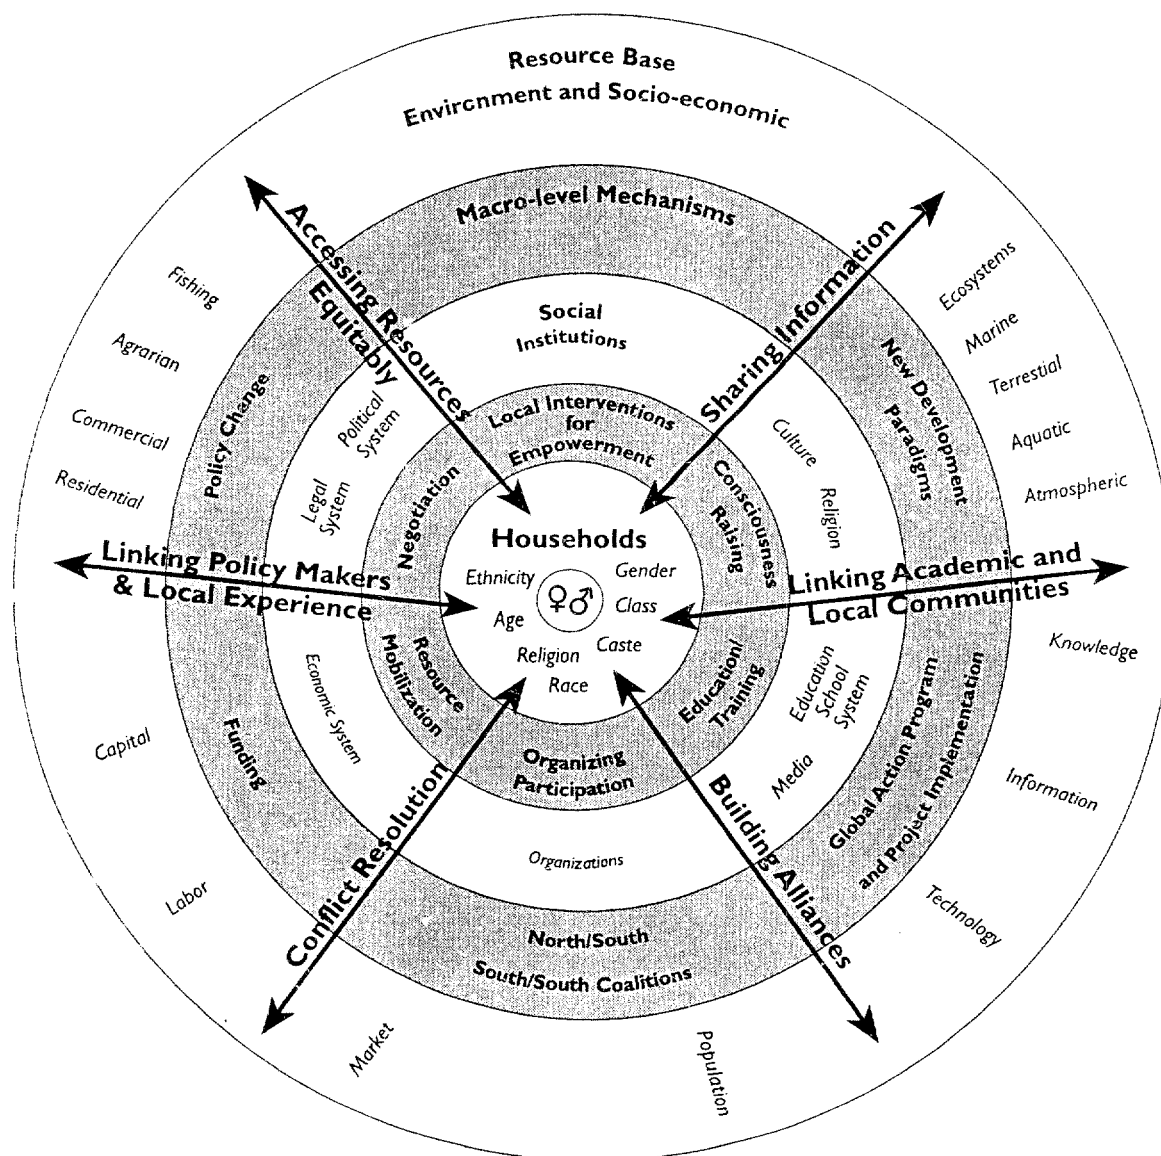 Resource Base
Environment and Socio-economic
Macro-level Mechanisms
Accessing Resources
Equitably
Sharing Information
Social
Institutions
Local Interventions
for
Empowerment
Fishing
Agrarian
Commercial
Residential
Policy Change
Political
System
Legal
System
Negotiation
Consciousness
Raising
Culture
Religion
New Development
Paradigms
Ecosystems
Marine
Terrestial
Aquatic
Atmospheric
Linking Policy Makers
& Local Experience
Households
Ethnicity
Gender
♀♂
Age
Class
Religion
Caste
Race
Linking Academic and
Local Communities
Resource
Mobilization
Economic System
Funding
Capital
Labor
Conflict Resolution
Organizing
Participation
Organizations
North/South
South/South Coalitions
Education/
Training
Education
School
System
Media
Building Alliances
Global Action Program
and Project Implementation
Knowledge
Information
Technology
Market
Population